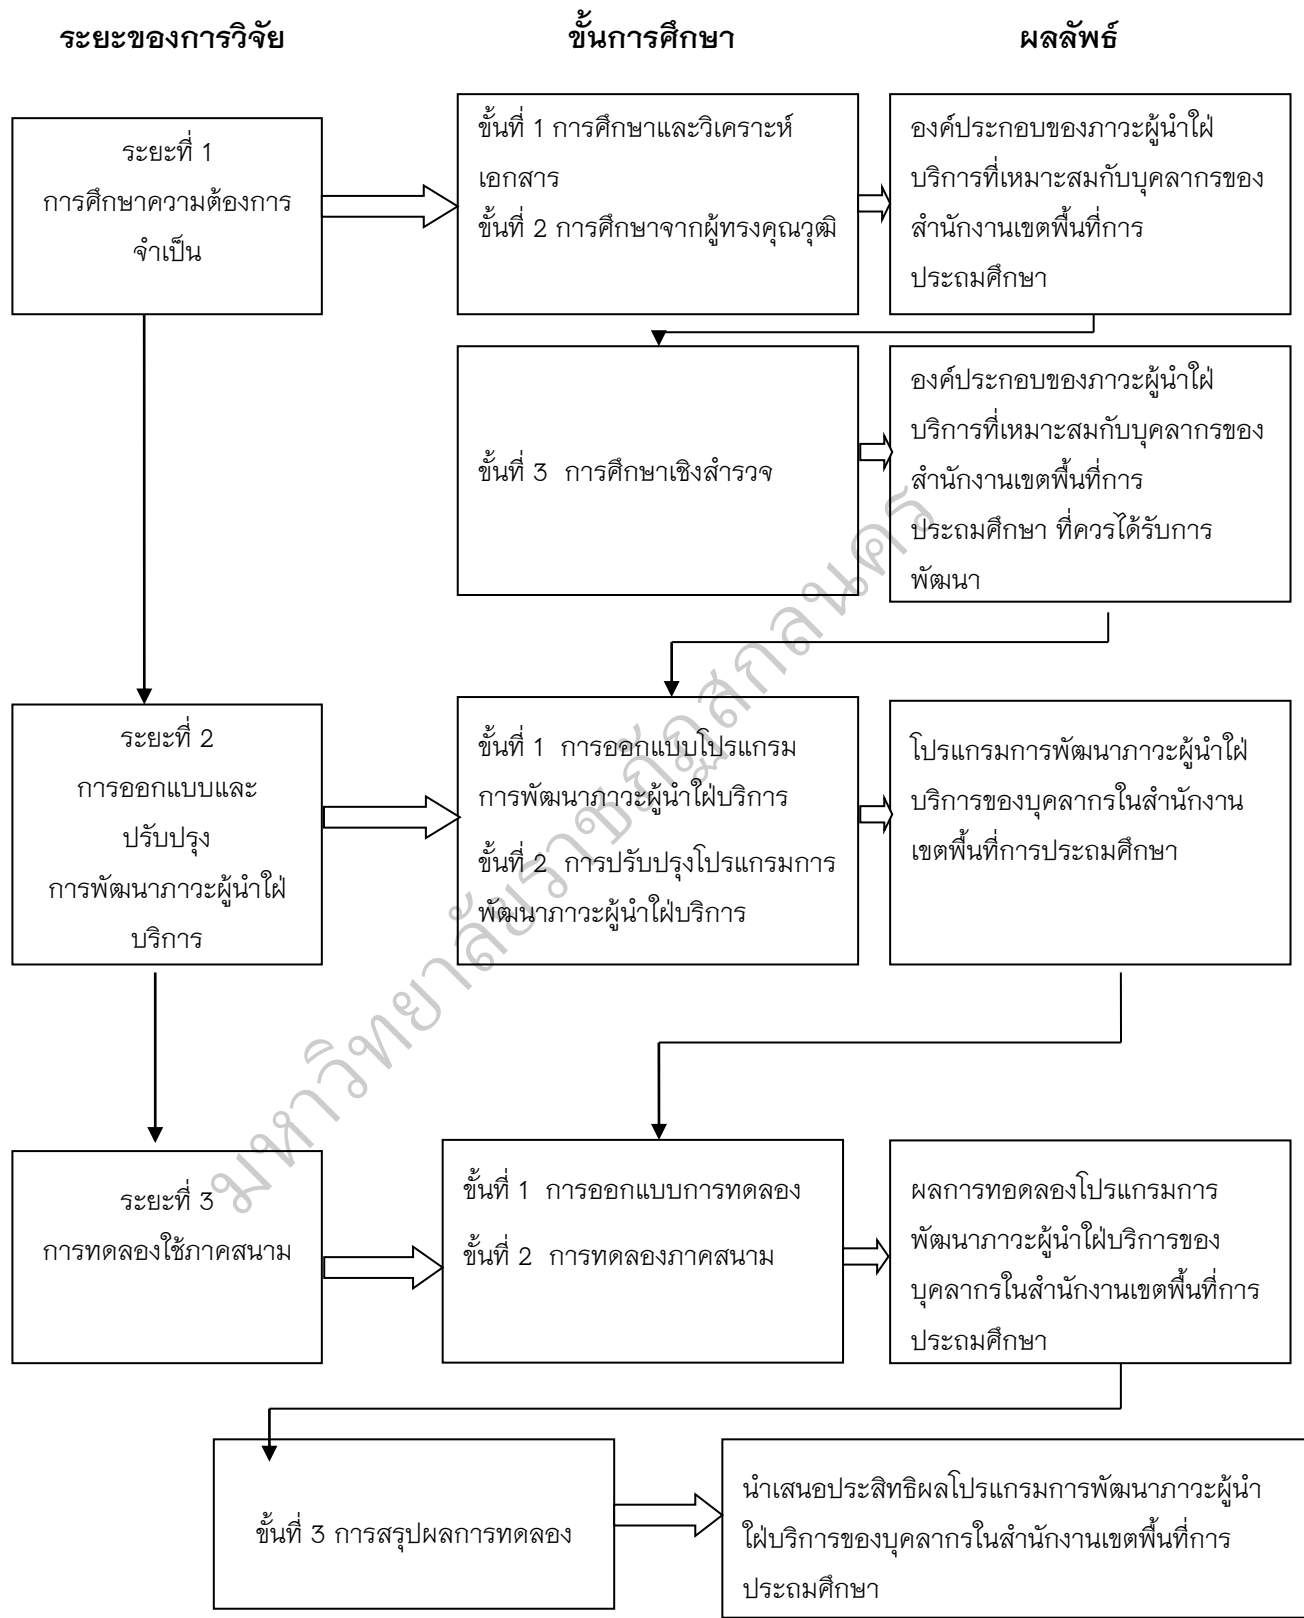 ระยะของการวิจัย
ขั้นการศึกษา
ผลลัพธ์
ระยะที่ 1
การศึกษาความต้องการ
จำเป็น
ขั้นที่ 1 การศึกษาและวิเคราะห์
เอกสาร
ขั้นที่ 2 การศึกษาจากผู้ทรงคุณวุฒิ
องค์ประกอบของภาวะผู้นำใฝ่
บริการที่เหมาะสมกับบุคลากรของ
สำนักงานเขตพื้นที่การ
ประถมศึกษา
ขั้นที่ 3 การศึกษาเชิงสำรวจ
องค์ประกอบของภาวะผู้นำใฝ่
บริการที่เหมาะสมกับบุคลากรของ
สำนักงานเขตพื้นที่การ
ประถมศึกษา ที่ควรได้รับการ
พัฒนา
ระยะที่ 2
การออกแบบและ
ปรับปรุง
การพัฒนาภาวะผู้นำใฝ่
บริการ
ขั้นที่ 1 การออกแบบโปรแกรม
การพัฒนาภาวะผู้นำใฝ่บริการ
ขั้นที่ 2 การปรับปรุงโปรแกรมการ
พัฒนาภาวะผู้นำใฝ่บริการ
โปรแกรมการพัฒนาภาวะผู้นำใฝ่
บริการของบุคลากรในสำนักงาน
เขตพื้นที่การประถมศึกษา
ระยะที่ 3
การทดลองใช้ภาคสนาม
ขั้นที่ 1 การออกแบบการทดลอง
ขั้นที่ 2 การทดลองภาคสนาม
ผลการทอดลองโปรแกรมการ
พัฒนาภาวะผู้นำใฝ่บริการของ
บุคลากรในสำนักงานเขตพื้นที่การ
ประถมศึกษา
ขั้นที่ 3 การสรุปผลการทดลอง
นำเสนอประสิทธิผลโปรแกรมการพัฒนาภาวะผู้นำ
ใฝ่บริการของบุคลากรในสำนักงานเขตพื้นที่การ
ประถมศึกษา
มหาวิทยาลัยราชภัฏสกลนคร